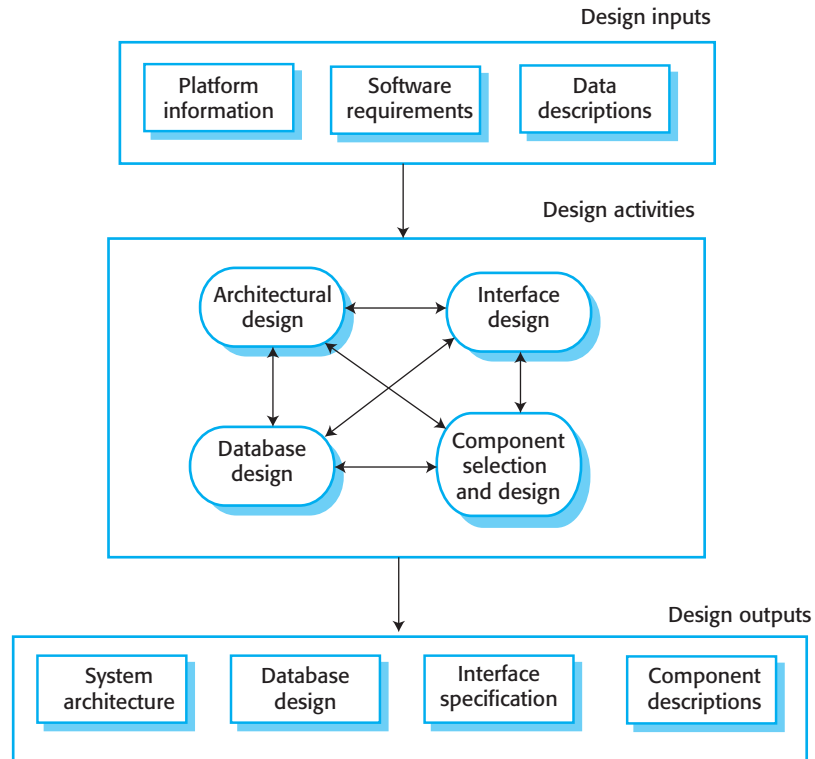 Design inputs
Platform
information
Software
requirements
Data
descriptions
Design activities
Architectural
design
Interface
design
Database
design
Component
selection
and design
Design outputs
System
architecture
Database
design
Interface
specification
Component
descriptions